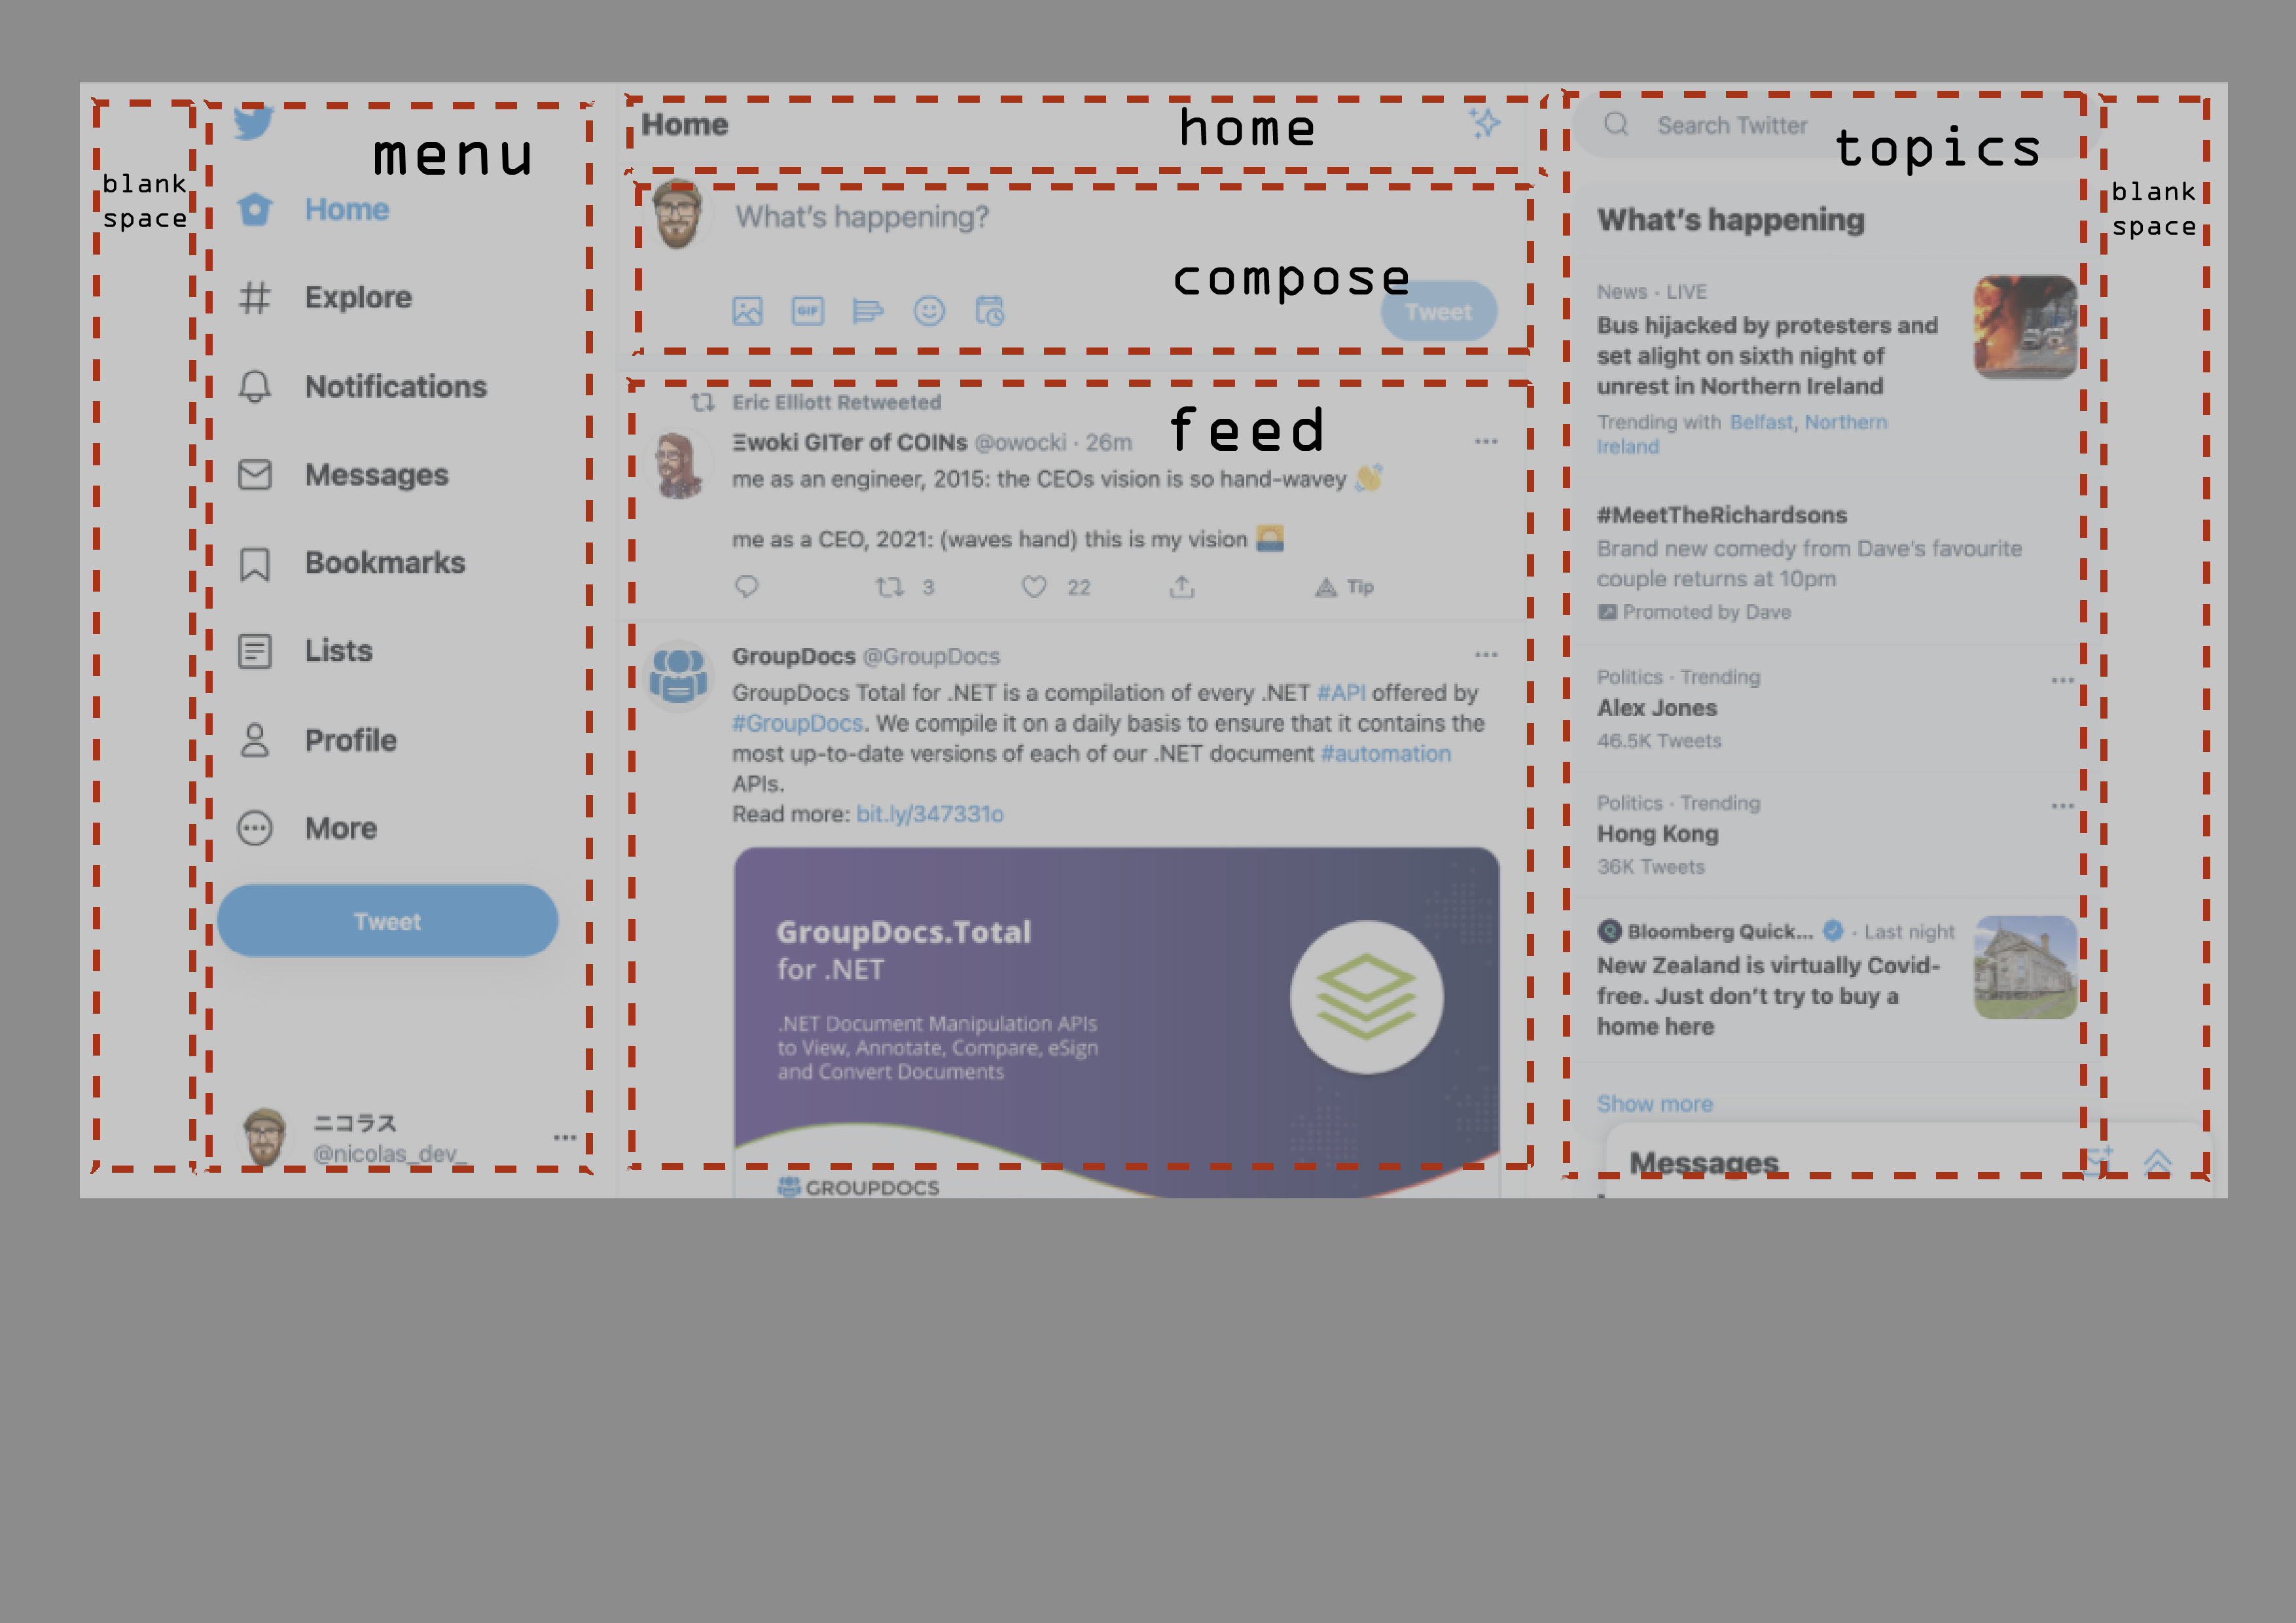 blank
space
menu
Home
Explore
Notifications
Messages
Bookmarks
Lists
Profile
More
Tweet
ニコラス
@nicolas_dev_
Home
home
What's happening?
compose
GIF
Tweet
feed
Eric Elliott Retweeted
Ξwoki GITer of COINs @owocki · 26m
me as an engineer, 2015: the CEOs vision is so hand-wavey 👋
me as a CEO, 2021: (waves hand) this is my vision 🌅
3 22 Tip
GroupDocs @GroupDocs
GroupDocs Total for .NET is a compilation of every .NET #API offered by
#GroupDocs. We compile it on a daily basis to ensure that it contains the
most up-to-date versions of each of our .NET document #automation
APIs.
Read more: bit.ly/347331o
GroupDocs.Total
for .NET
.NET Document Manipulation APIs
to View, Annotate, Compare, eSign
and Convert Documents
GROUPDOCS
Search Twitter
topics
What's happening
News · LIVE
Bus hijacked by protesters and
set alight on sixth night of
unrest in Northern Ireland
Trending with Belfast, Northern
Ireland
#MeetTheRichardsons
Brand new comedy from Dave's favourite
couple returns at 10pm
Promoted by Dave
Politics · Trending
Alex Jones
46.5K Tweets
Politics · Trending
Hong Kong
36K Tweets
Bloomberg Quick... · Last night
New Zealand is virtually Covid-
free. Just don't try to buy a
home here
Show more
Messages
blank
space